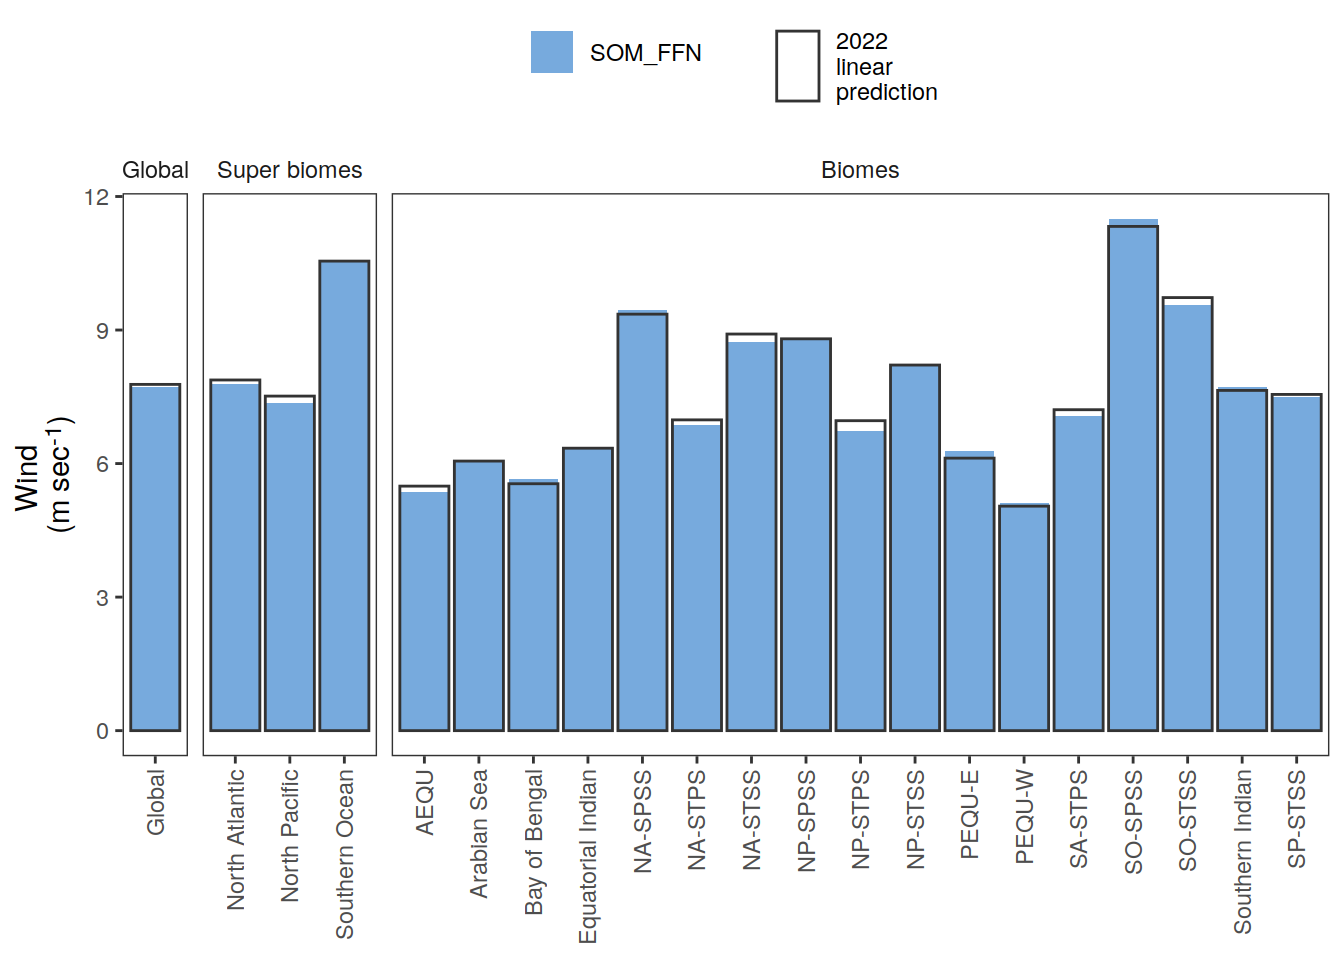 SOM_FFN
2022
linear
prediction
Global
Super biomes
Biomes
Wind
(m sec⁻¹)
12
9
6
3
0
Global
North Atlantic
North Pacific
Southern Ocean
AEQU
Arabian Sea
Bay of Bengal
Equatorial Indian
NA-SPSS
NA-STPS
NA-STSS
NP-SPSS
NP-STPS
NP-STSS
PEQU-E
PEQU-W
SA-STPS
SO-SPSS
SO-STSS
Southern Indian
SP-STSS